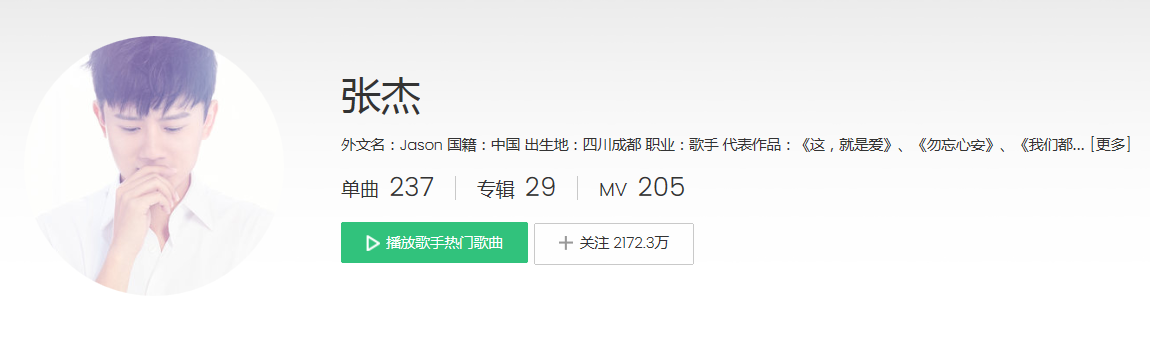 张杰
外文名：Jason 国籍：中国 出生地：四川成都 职业：歌手 代表作品：《这，就是爱》、《勿忘心安》、《我们都... [更多]
单曲 237 专辑 29 MV 205
播放歌手热门歌曲 关注 2172.3万